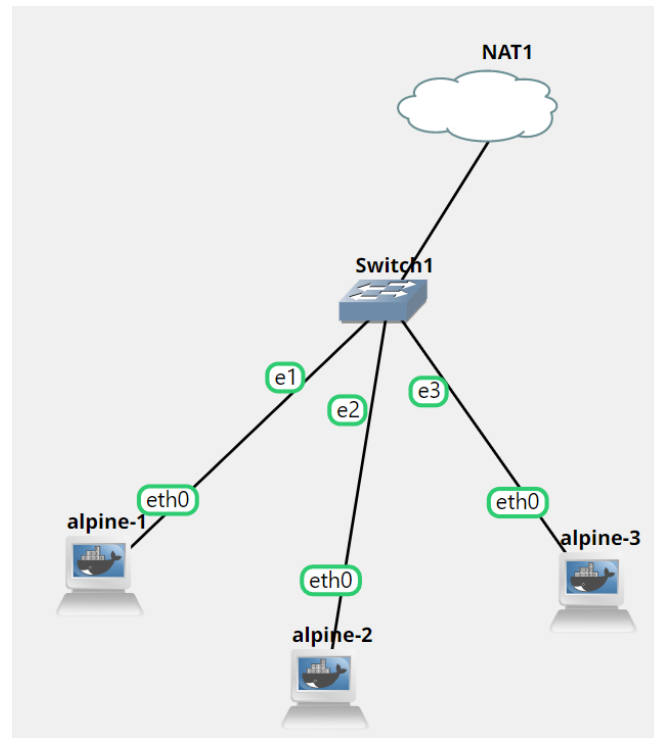 NAT1
Switch1
e1
e2
e3
eth0
alpine-1
eth0
alpine-3
eth0
alpine-2